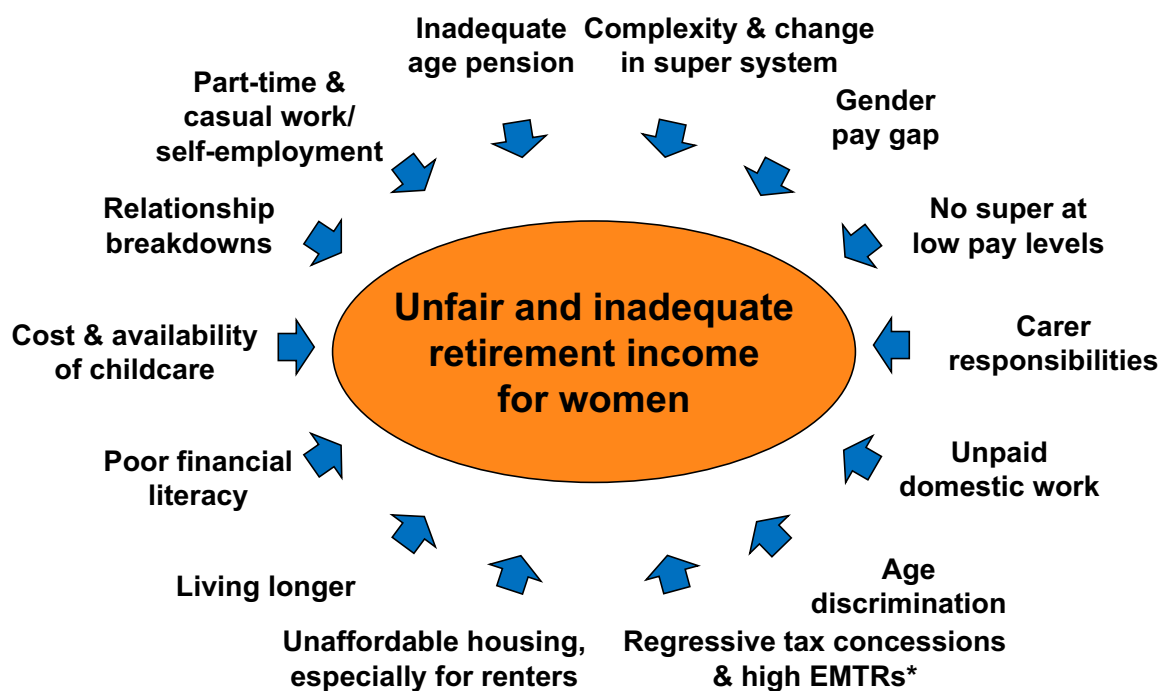 Inadequate
age pension
Complexity & change
in super system
Gender
pay gap
No super at
low pay levels
Carer
responsibilities
Unpaid
domestic work
Age
discrimination
Regressive tax concessions
& high EMTRs*
Unaffordable housing,
especially for renters
Living longer
Poor financial
literacy
Cost & availability
of childcare
Relationship
breakdowns
Part-time &
casual work/
self-employment
Unfair and inadequate
retirement income
for women